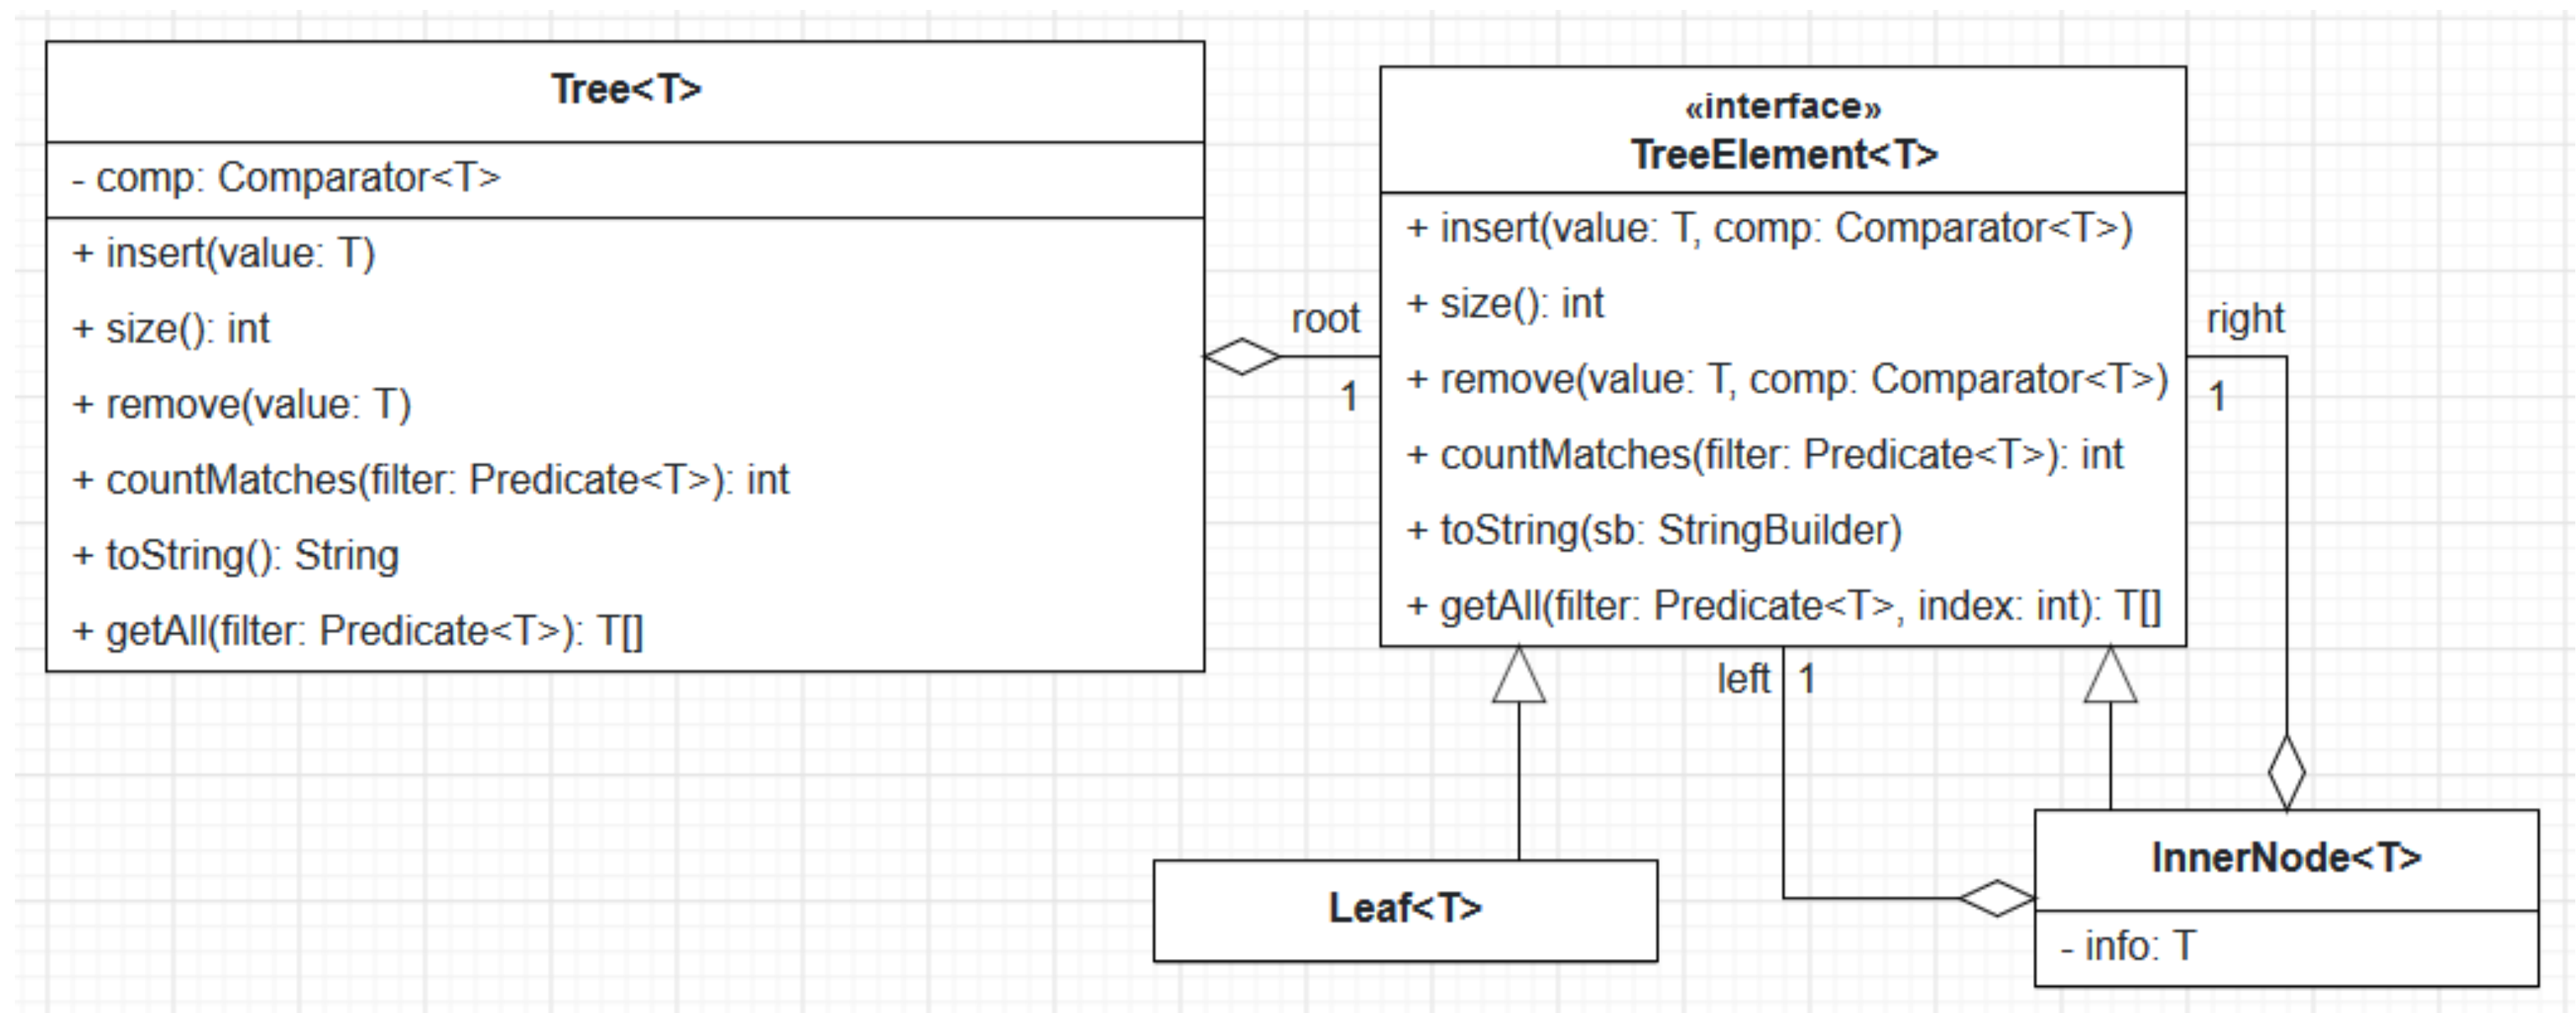 Tree<T>
- comp: Comparator<T>
+ insert(value: T)
+ size(): int
+ remove(value: T)
+ countMatches(filter: Predicate<T>): int
+ toString(): String
+ getAll(filter: Predicate<T>): T[]
root
1
«interface»
TreeElement<T>
+ insert(value: T, comp: Comparator<T>)
+ size(): int
+ remove(value: T, comp: Comparator<T>)
+ countMatches(filter: Predicate<T>): int
+ toString(sb: StringBuilder)
+ getAll(filter: Predicate<T>, index: int): T[]
right
1
left 1
Leaf<T>
InnerNode<T>
- info: T